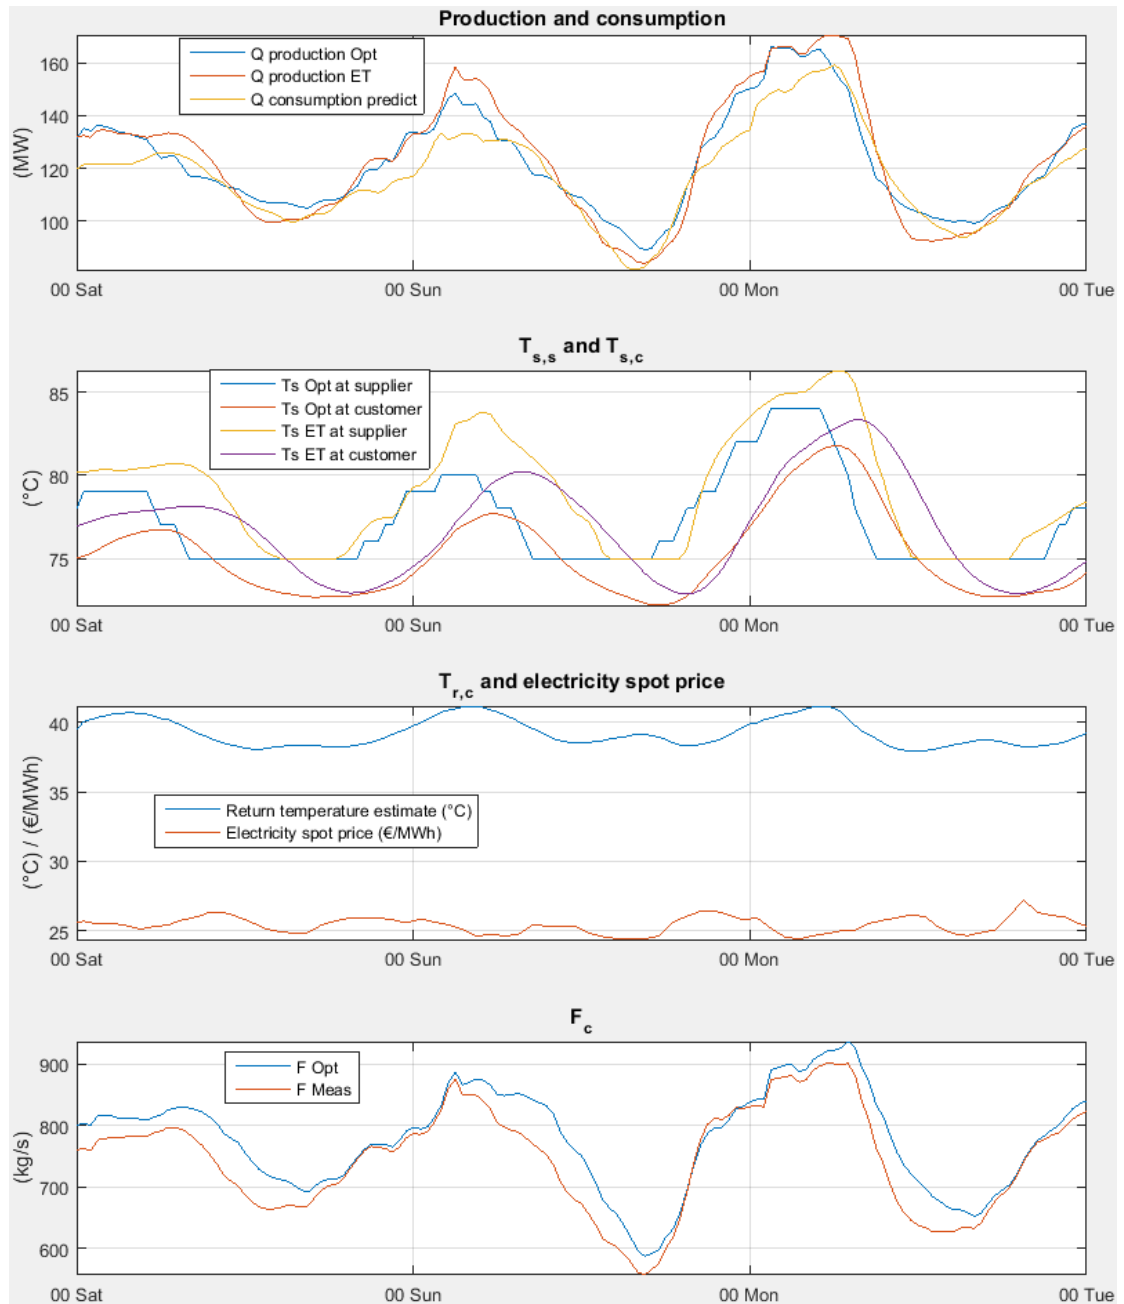 Production and consumption
Q production Opt
Q production ET
Q consumption predict
(MW)
160
140
120
100
00 Sat 00 Sun 00 Mon 00 Tue
T_{s,s} and T_{s,c}
Ts Opt at supplier
Ts Opt at customer
Ts ET at supplier
Ts ET at customer
(°C)
85
80
75
00 Sat 00 Sun 00 Mon 00 Tue
T_{r,c} and electricity spot price
Return temperature estimate (°C)
Electricity spot price (€/MWh)
(°C) / (€/MWh)
40
35
30
25
00 Sat 00 Sun 00 Mon 00 Tue
F_c
F Opt
F Meas
(kg/s)
900
800
700
600
00 Sat 00 Sun 00 Mon 00 Tue